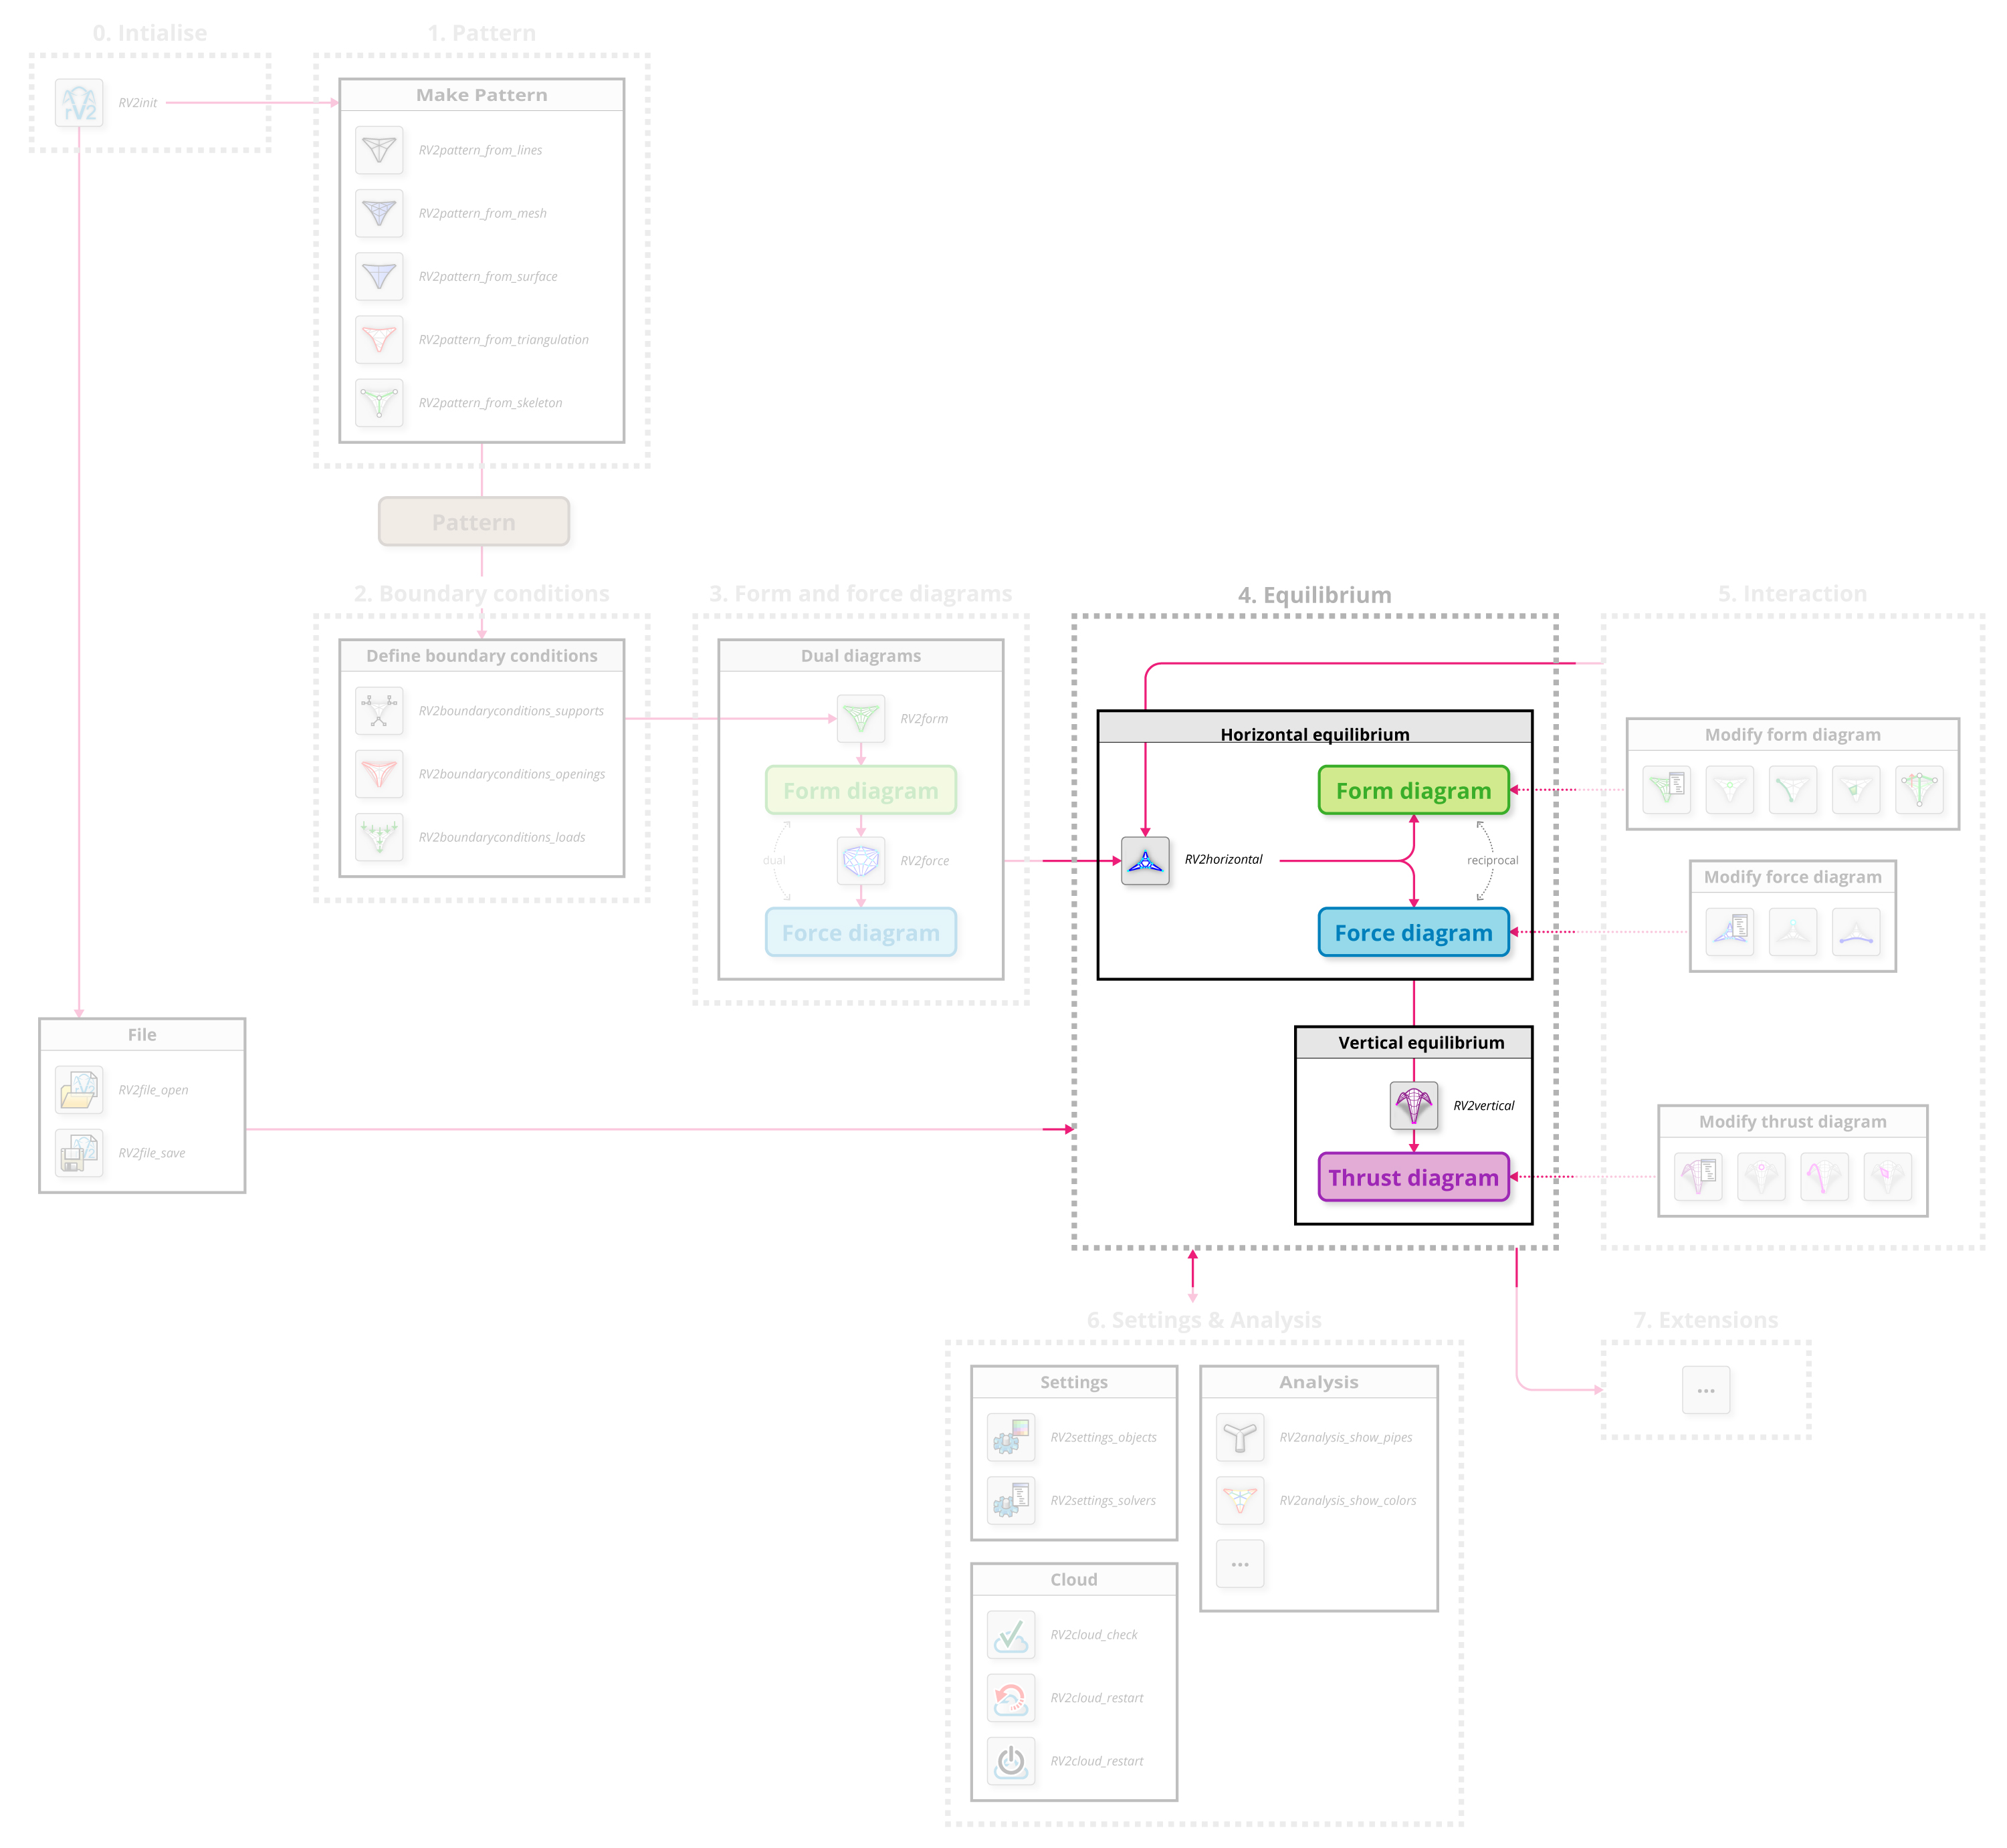 0. Intialise
RV2init
1. Pattern
Make Pattern
RV2pattern_from_lines
RV2pattern_from_mesh
RV2pattern_from_surface
RV2pattern_from_triangulation
RV2pattern_from_skeleton
Pattern
2. Boundary conditions
Define boundary conditions
RV2boundaryconditions_supports
RV2boundaryconditions_openings
RV2boundaryconditions_loads
3. Form and force diagrams
Dual diagrams
RV2form
Form diagram
dual
RV2force
Force diagram
4. Equilibrium
Horizontal equilibrium
Form diagram
RV2horizontal
reciprocal
Force diagram
Vertical equilibrium
RV2vertical
Thrust diagram
5. Interaction
Modify form diagram
Modify force diagram
Modify thrust diagram
File
RV2file_open
RV2file_save
6. Settings & Analysis
Settings
RV2settings_objects
RV2settings_solvers
Analysis
RV2analysis_show_pipes
RV2analysis_show_colors
...
Cloud
RV2cloud_check
RV2cloud_restart
RV2cloud_restart
7. Extensions
...